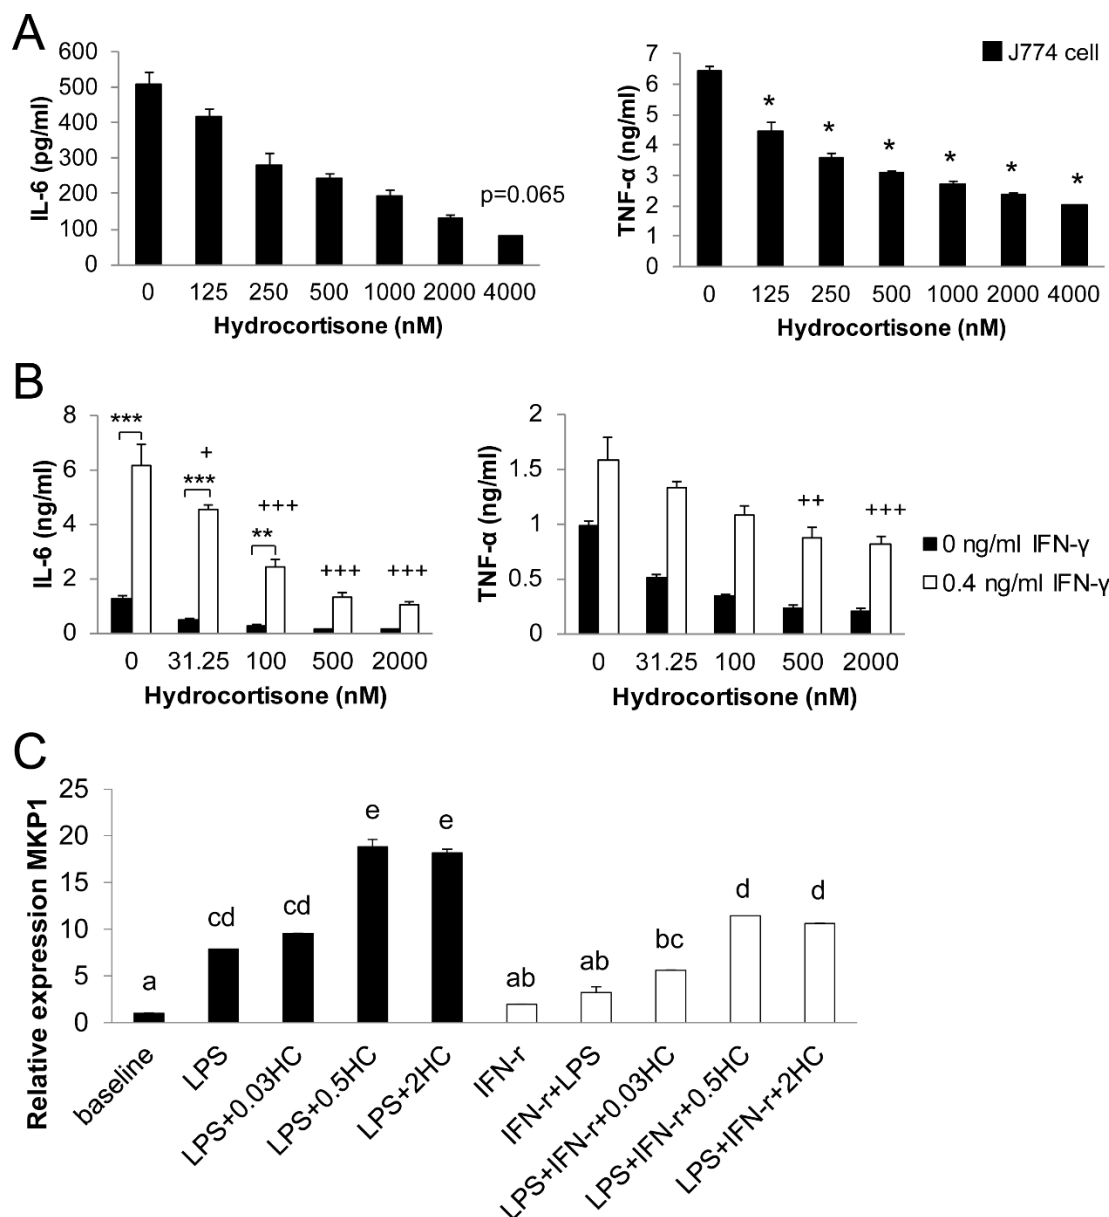 A
IL-6 (pg/ml)
600
500
400
300
200
100
0
p=0.065
0 125 250 500 1000 2000 4000
Hydrocortisone (nM)
TNF-α (ng/ml)
7
6
5
4
3
2
1
0
* * * * * *
J774 cell
0 125 250 500 1000 2000 4000
Hydrocortisone (nM)
B
IL-6 (ng/ml)
8
6
4
2
0
***
+
***
+++
**
+++ +++
0 31.25 100 500 2000
Hydrocortisone (nM)
TNF-α (ng/ml)
2
1.5
1
0.5
0
++ +++
0 31.25 100 500 2000
Hydrocortisone (nM)
0 ng/ml IFN-γ
0.4 ng/ml IFN-γ
C
Relative expression MKP1
25
20
15
10
5
0
a cd cd e e ab ab bc d d
baseline
LPS
LPS+0.03HC
LPS+0.5HC
LPS+2HC
IFN-r
IFN-r+LPS
LPS+IFN-r+0.03HC
LPS+IFN-r+0.5HC
LPS+IFN-r+2HC